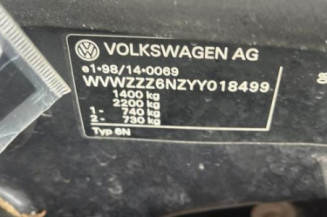 VOLKSWAGEN AG
e1*98/14*0069
WVWZZZ6NZYY018499
1400 kg
2200 kg
1- 740 kg
2- 730 kg
Typ 6N